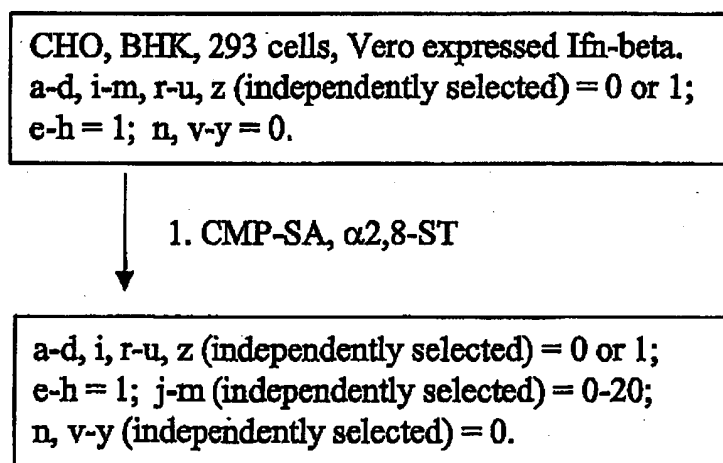 CHO, BHK, 293 cells, Vero expressed Ifn-beta.
a-d, i-m, r-u, z (independently selected) = 0 or 1;
e-h = 1; n, v-y = 0.
1. CMP-SA, α2,8-ST
a-d, i, r-u, z (independently selected) = 0 or 1;
e-h = 1; j-m (independently selected) = 0-20;
n, v-y (independently selected) = 0.